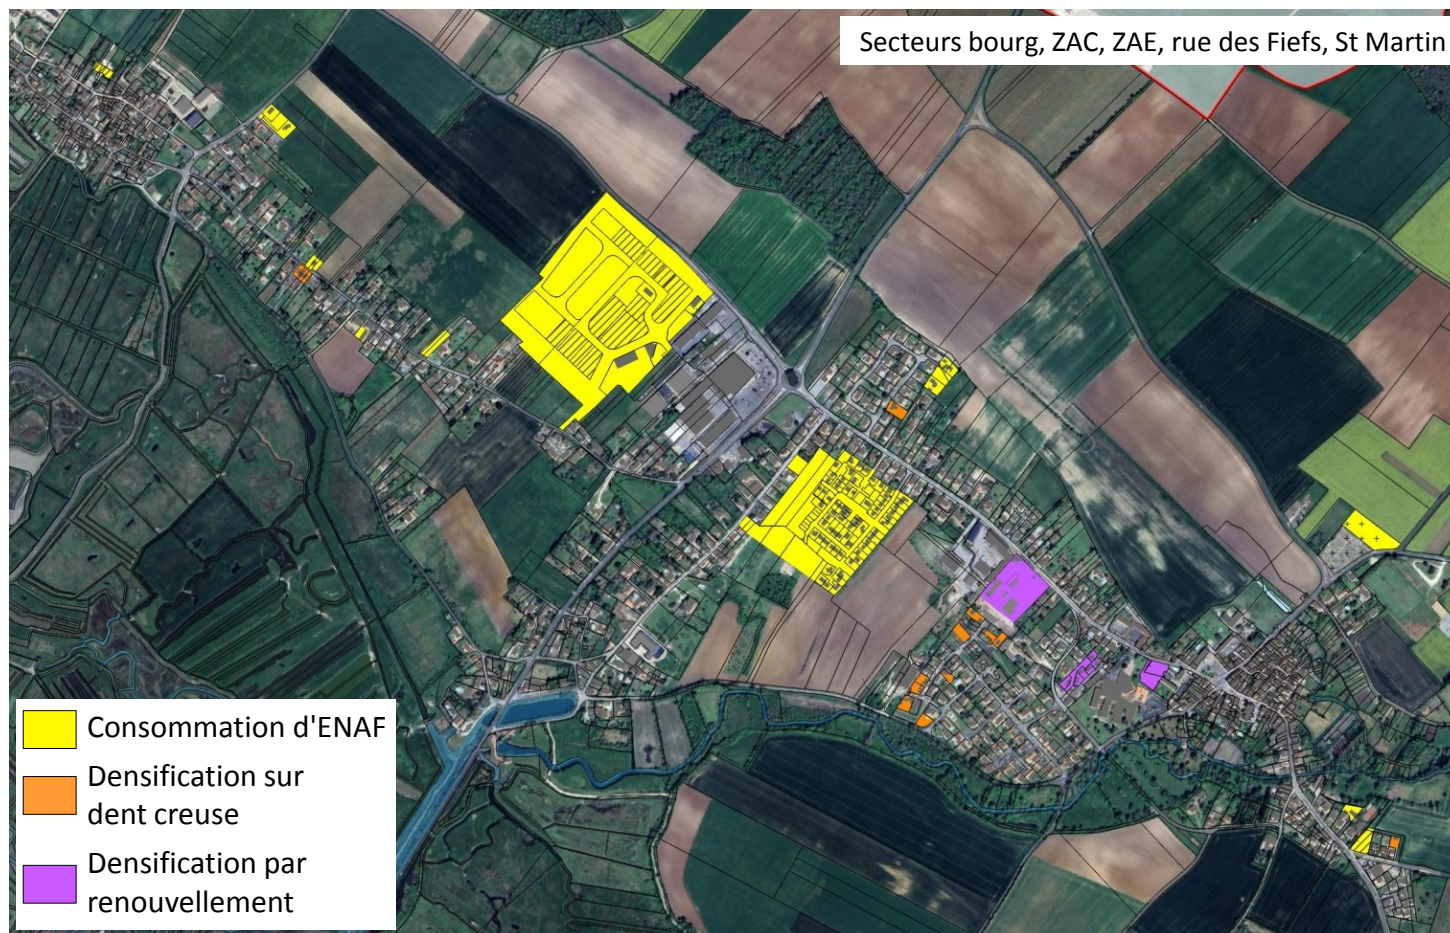 Secteurs bourg, ZAC, ZAE, rue des Fiefs, St Martin
Consommation d'ENAF
Densification sur
dent creuse
Densification par
renouvellement